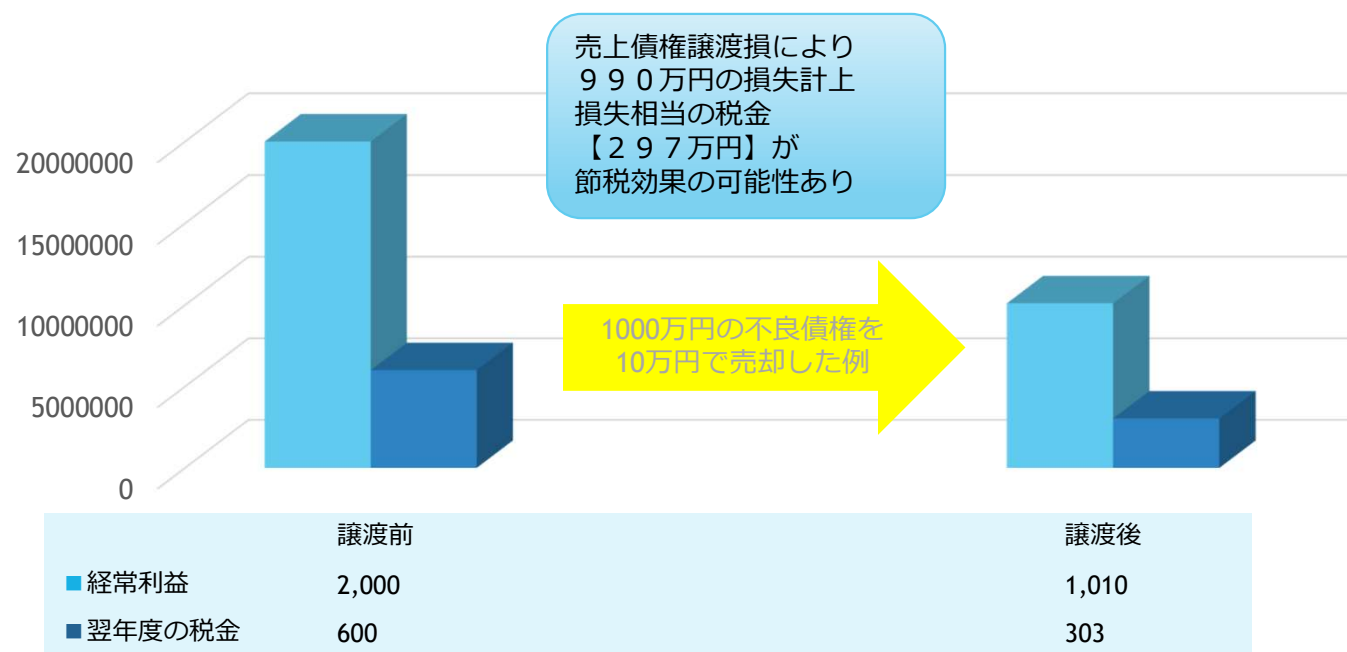 売上債権譲渡損により
９９０万円の損失計上
損失相当の税金
【２９７万円】が
節税効果の可能性あり
20000000
15000000
10000000
5000000
0
1000万円の不良債権を
10万円で売却した例
譲渡前 譲渡後
経常利益 2,000 1,010
翌年度の税金 600 303